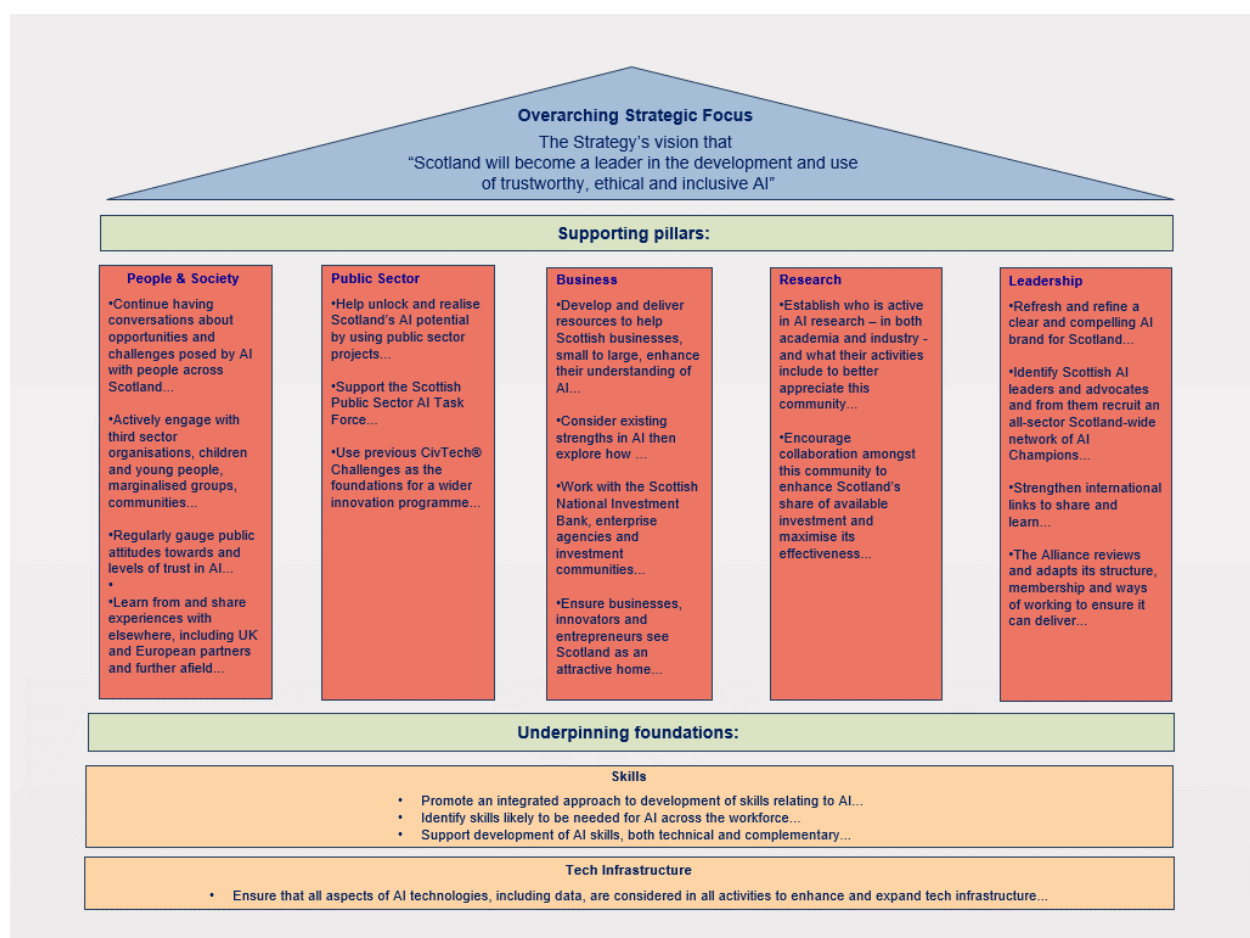 Overarching Strategic Focus
The Strategy’s vision that
“Scotland will become a leader in the development and use
of trustworthy, ethical and inclusive AI”
Supporting pillars:
People & Society
•Continue having
conversations about
opportunities and
challenges posed by AI
with people across
Scotland…
•Actively engage with
third sector
organisations, children
and young people,
marginalised groups,
communities…
•Regularly gauge public
attitudes towards and
levels of trust in AI…
•
•Learn from and share
experiences with
elsewhere, including UK
and European partners
and further afield…
Public Sector
•Help unlock and realise
Scotland’s AI potential
by using public sector
projects…
•Support the Scottish
Public Sector AI Task
Force…
•Use previous CivTech®
Challenges as the
foundations for a wider
innovation programme…
Business
•Develop and deliver
resources to help
Scottish businesses,
small to large, enhance
their understanding of
AI…
•Consider existing
strengths in AI then
explore how …
•Work with the Scottish
National Investment
Bank, enterprise
agencies and
investment
communities…
•Ensure businesses,
innovators and
entrepreneurs see
Scotland as an
attractive home…
Research
•Establish who is active
in AI research – in both
academia and industry -
and what their activities
include to better
appreciate this
community…
•Encourage
collaboration amongst
this community to
enhance Scotland’s
share of available
investment and
maximise its
effectiveness…
Leadership
•Refresh and refine a
clear and compelling AI
brand for Scotland…
•Identify Scottish AI
leaders and advocates
and from them recruit an
all-sector Scotland-wide
network of AI
Champions…
•Strengthen international
links to share and
learn…
•The Alliance reviews
and adapts its structure,
membership and ways
of working to ensure it
can deliver…
Underpinning foundations:
Skills
• Promote an integrated approach to development of skills relating to AI…
• Identify skills likely to be needed for AI across the workforce…
• Support development of AI skills, both technical and complementary…
Tech Infrastructure
• Ensure that all aspects of AI technologies, including data, are considered in all activities to enhance and expand tech infrastructure…